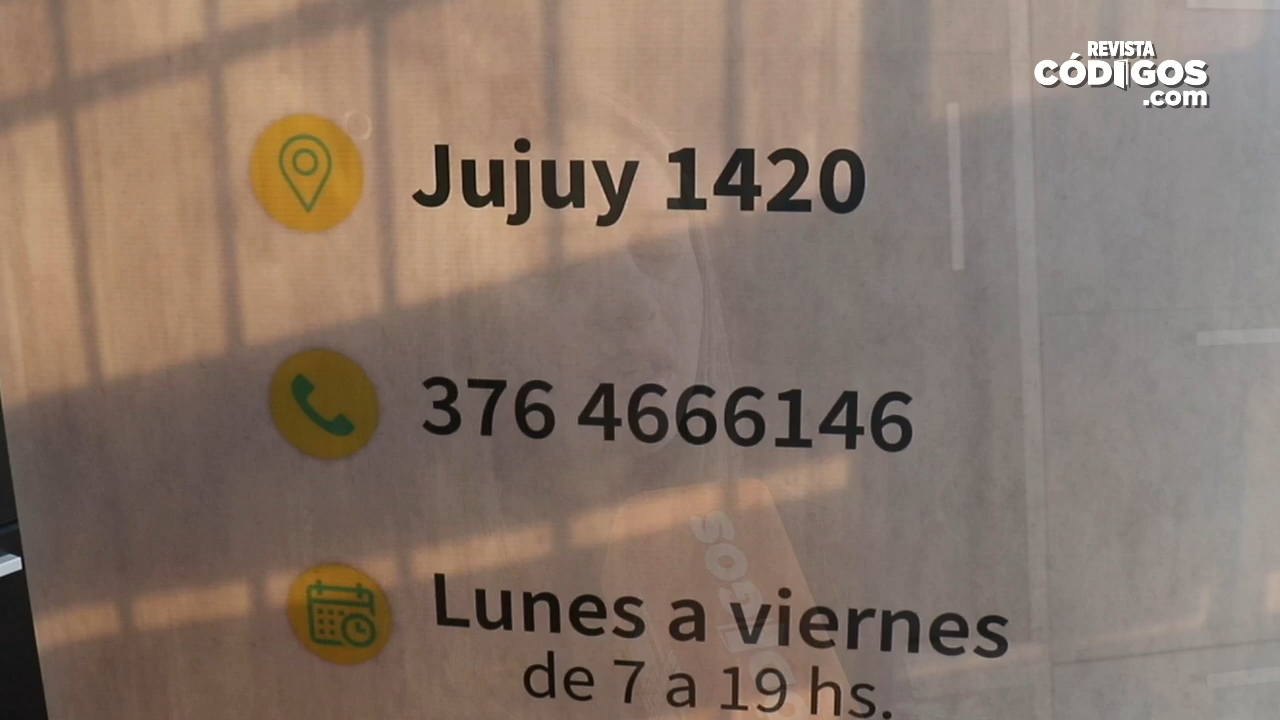 REVISTA
CÓDIGOS
.com
Jujuy 1420
376 4666146
Lunes a viernes
de 7 a 19 hs.